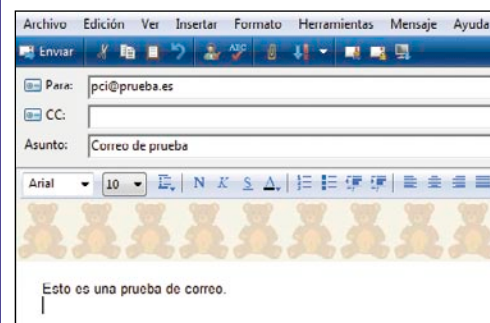 Archivo Edición Ver Insertar Formato Herramientas Mensaje Ayuda
Enviar ABC
Para: pci@prueba.es
CC:
Asunto: Correo de prueba
Arial 10 N K S A
Esto es una prueba de correo.